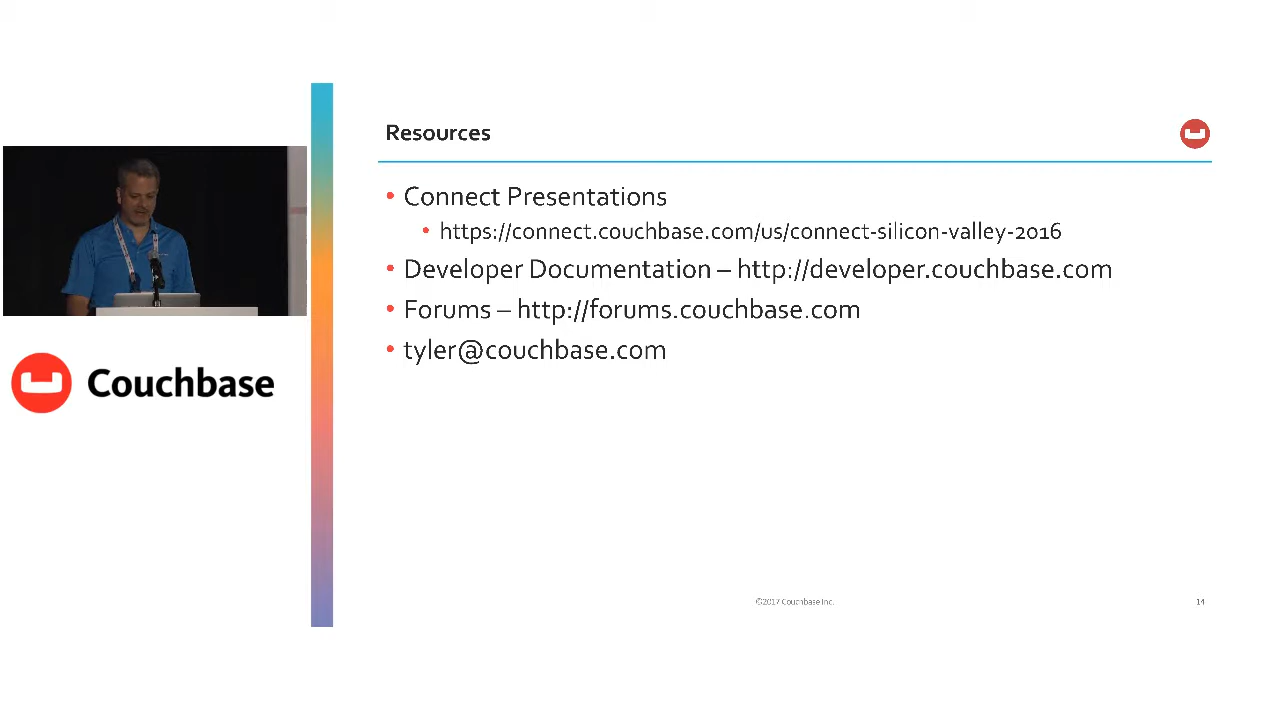 Resources
• Connect Presentations
• https://connect.couchbase.com/us/connect-silicon-valley-2016
• Developer Documentation – http://developer.couchbase.com
• Forums – http://forums.couchbase.com
• tyler@couchbase.com
Couchbase
©2017 Couchbase Inc.
14